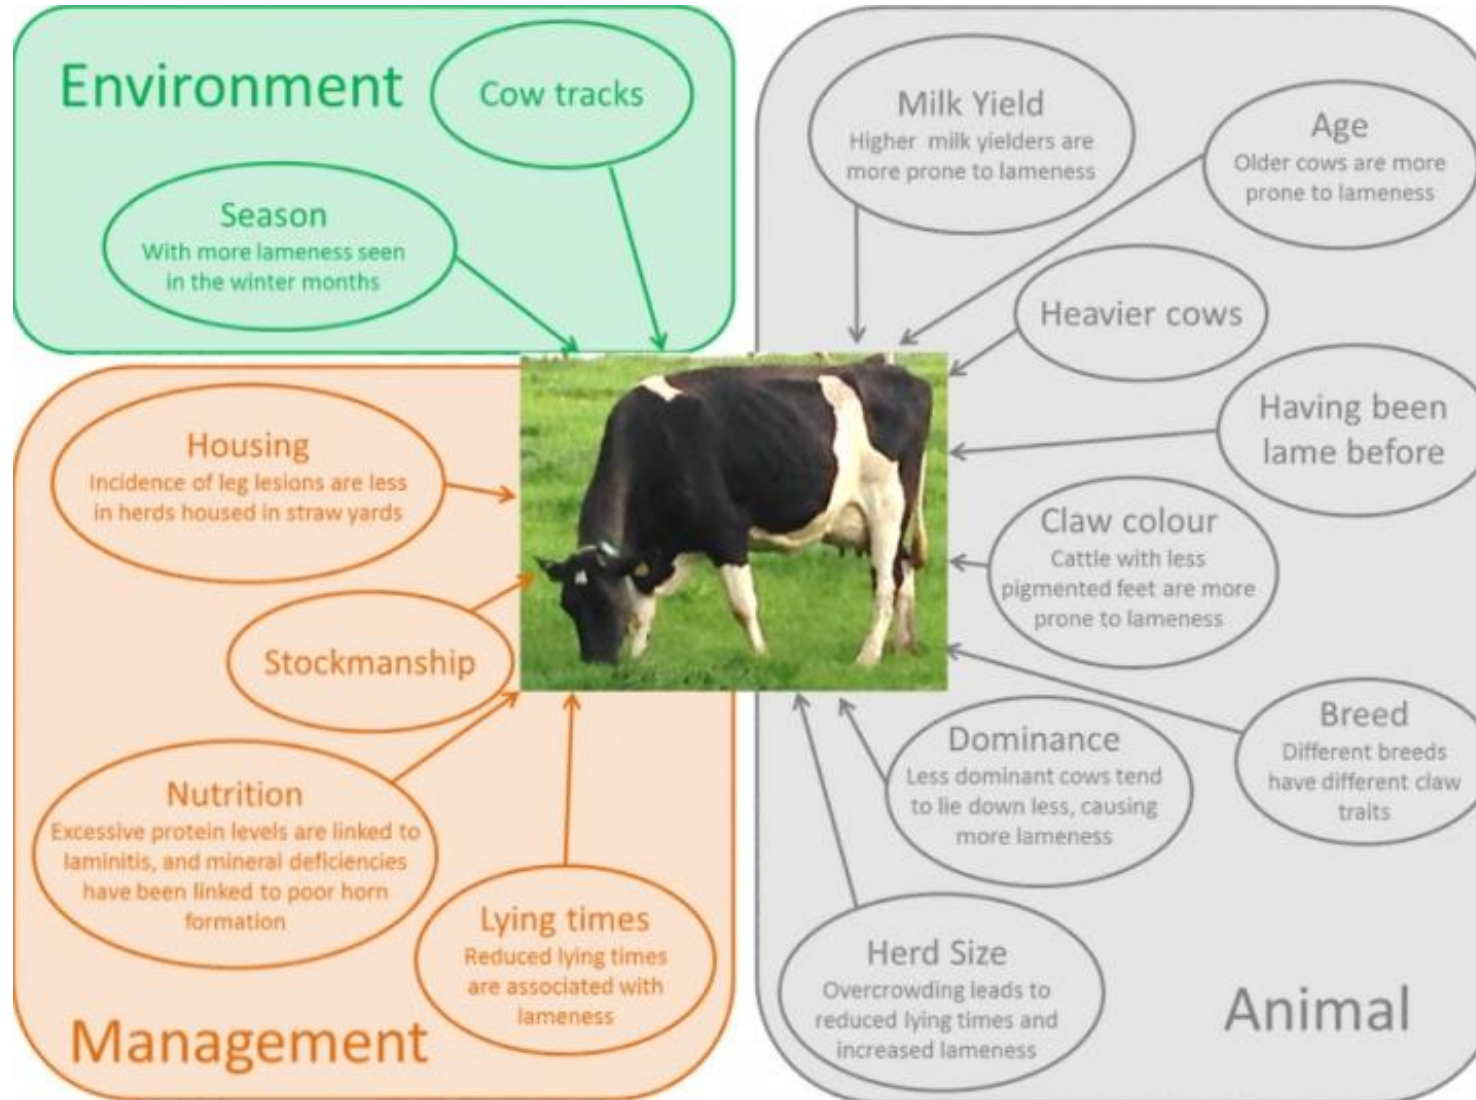 Environment
Cow tracks
Season
With more lameness seen
in the winter months
Housing
Incidence of leg lesions are less
in herds housed in straw yards
Stockmanship
Nutrition
Excessive protein levels are linked to
laminitis, and mineral deficiencies
have been linked to poor horn
formation
Lying times
Reduced lying times
are associated with
lameness
Management
Milk Yield
Higher milk yielders are
more prone to lameness
Age
Older cows are more
prone to lameness
Heavier cows
Having been
lame before
Claw colour
Cattle with less
pigmented feet are more
prone to lameness
Breed
Different breeds
have different claw
traits
Dominance
Less dominant cows tend
to lie down less, causing
more lameness
Herd Size
Overcrowding leads to
reduced lying times and
increased lameness
Animal